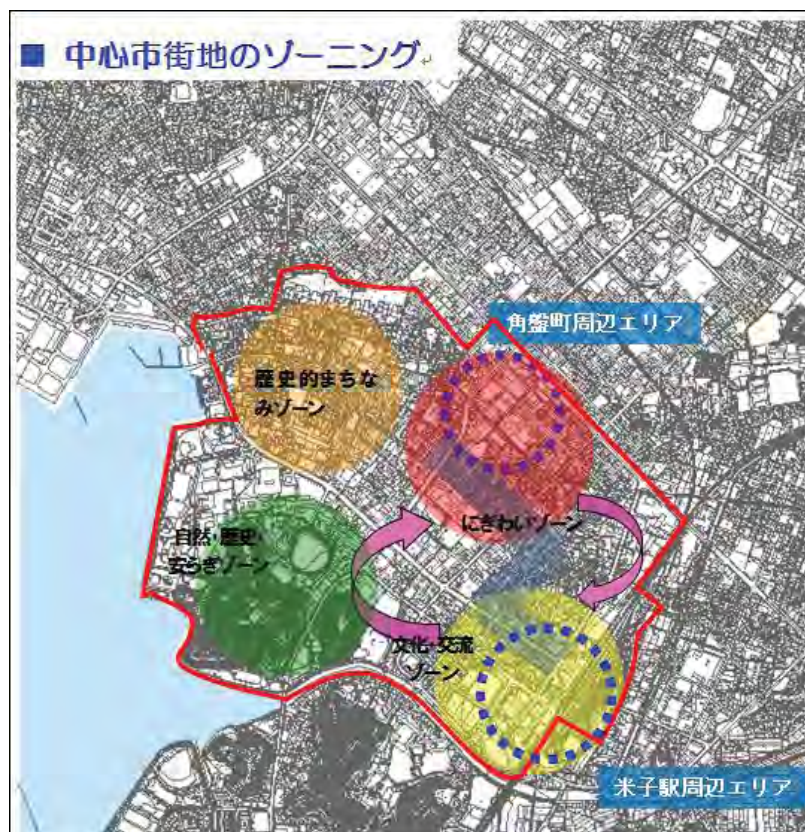 ■ 中心市街地のゾーニング
角盤町周辺エリア
歴史的まちな
みゾーン
にぎわいゾーン
自然・歴史・
安らぎゾーン
文化・交流
ゾーン
米子駅周辺エリア